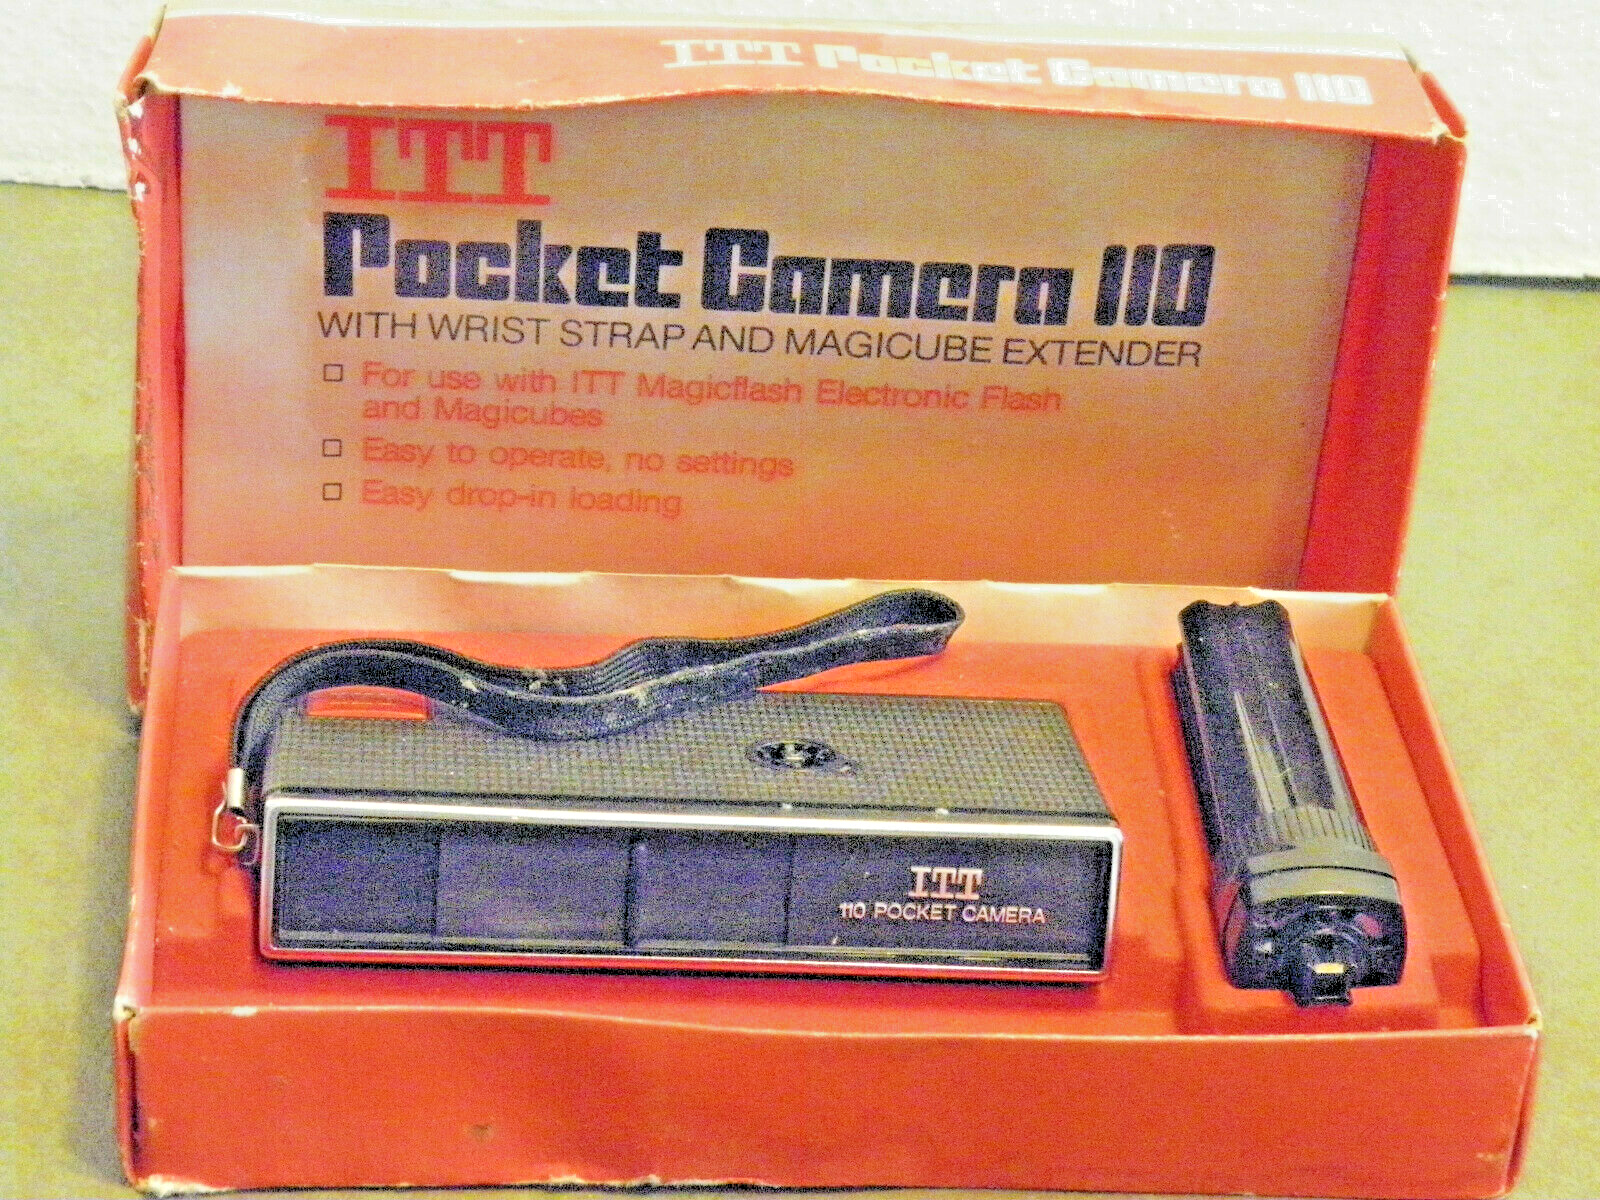 ITT Pocket Camera 110
ITT
Pocket Camera 110
WITH WRIST STRAP AND MAGICUBE EXTENDER
For use with ITT Magicflash Electronic Flash
and Magicubes
Easy to operate, no settings
Easy drop-in loading
ITT
110 POCKET CAMERA